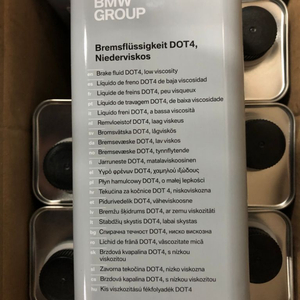 BMW
GROUP
Bremsflüssigkeit DOT4,
Niederviskos
Brake fluid DOT4, low viscosity
Líquido de freno DOT4 de baja viscosidad
Liquide de freins DOT4, peu visqueux
Líquido de travagem DOT4, de baixa viscosidade
Liquido freni DOT4, a bassa viscosità
Remvloeistof DOT4, laag viskeus
Bromsvätska DOT4, lågviskös
Bremsevæske DOT4, lav viskos
Bremsevæske DOT4, tynnflytende
Jarruneste DOT4, matalaviskoosinen
Υγρό φρένων DOT4, χαμηλού ιξώδους
Płyn hamulcowy DOT4, o małej lepkości
Tekućina za kočnice DOT 4, niskoviskozna
Pidurivedelik DOT4, väheviskoosne
Bremžu šķidrums DOT4, ar zemu viskozitāti
Stabdžių skystis DOT4, labai skystas
Спирачна течност DOT4, ниско вискозна
Lichid de frână DOT4, vâscozitate mică
Brzdová kvapalina DOT4, s nízkou
viskozitou
Zavorna tekočina DOT4, nizko viskozna
Brzdová kapalina DOT4, s nízkou
viskozitou
Kis viszkozitású fékfolyadék DOT4